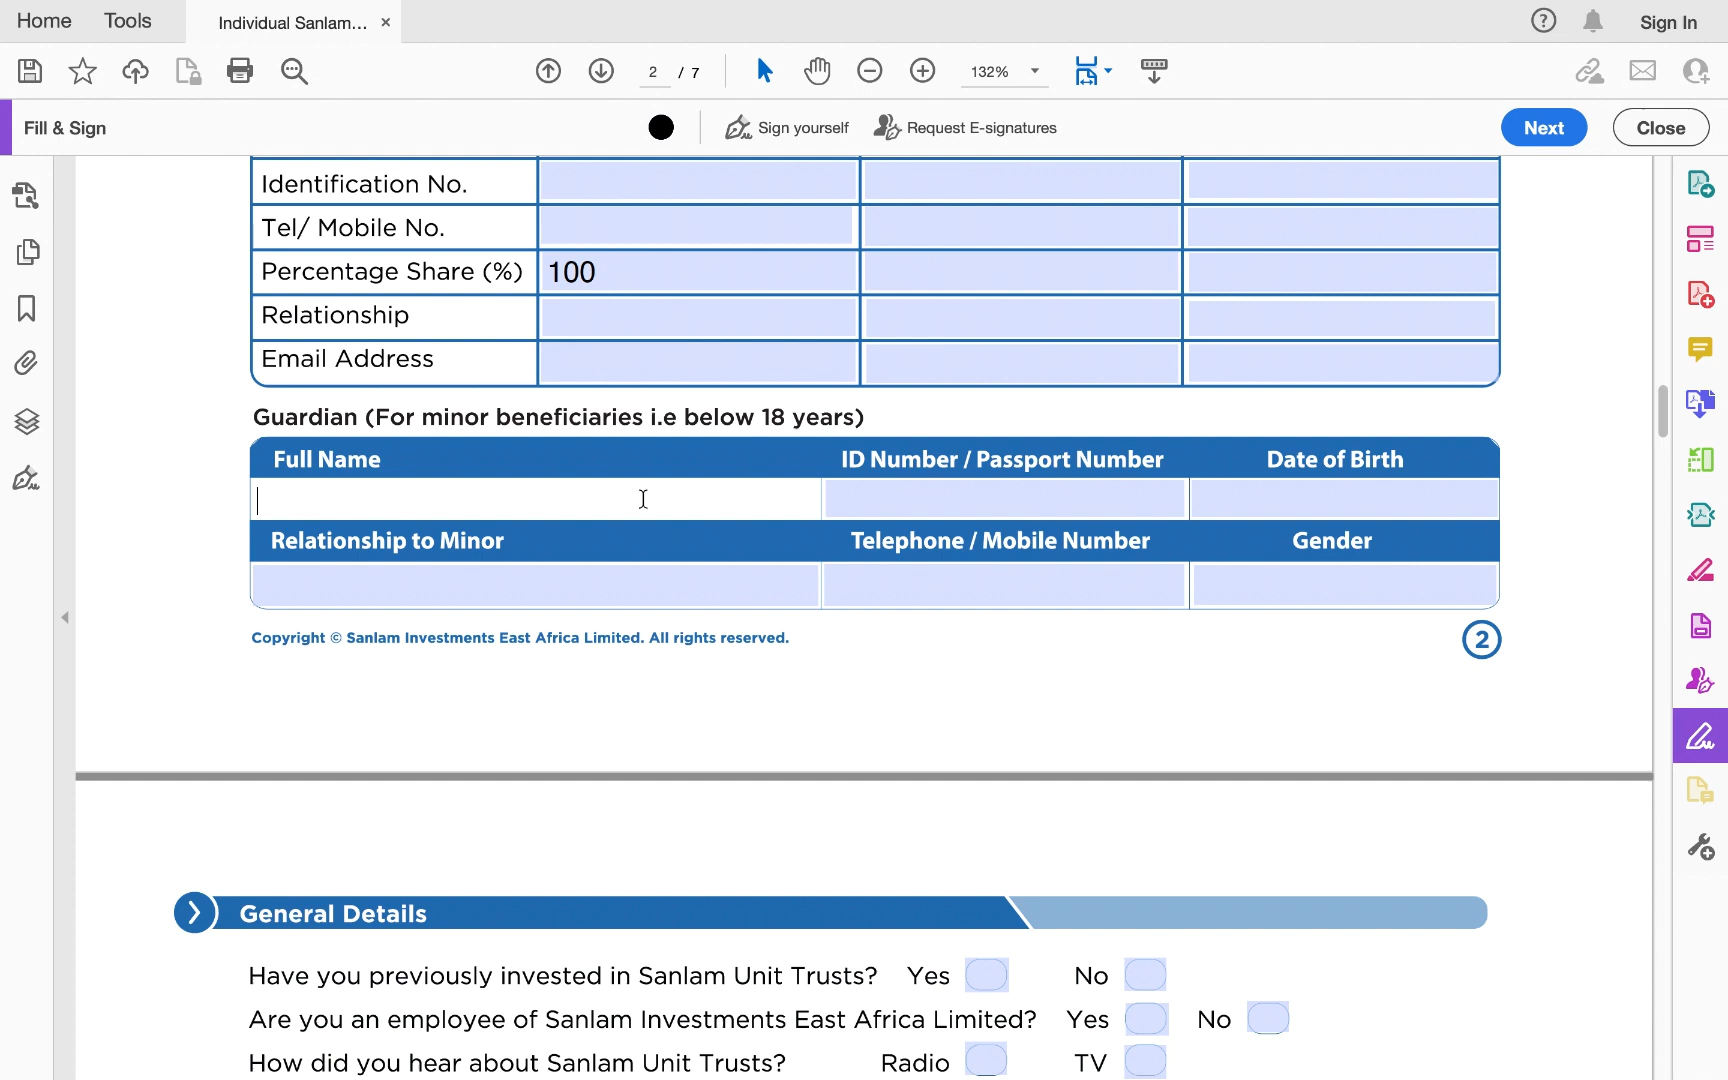 Home Tools Individual Sanlam... × Sign In
2 / 7 132%
Fill & Sign Sign yourself Request E-signatures Next Close
Identification No.
Tel/ Mobile No.
Percentage Share (%) 100
Relationship
Email Address
Guardian (For minor beneficiaries i.e below 18 years)
Full Name ID Number / Passport Number Date of Birth
Relationship to Minor Telephone / Mobile Number Gender
Copyright © Sanlam Investments East Africa Limited. All rights reserved. 2
General Details
Have you previously invested in Sanlam Unit Trusts? Yes No
Are you an employee of Sanlam Investments East Africa Limited? Yes No
How did you hear about Sanlam Unit Trusts? Radio TV